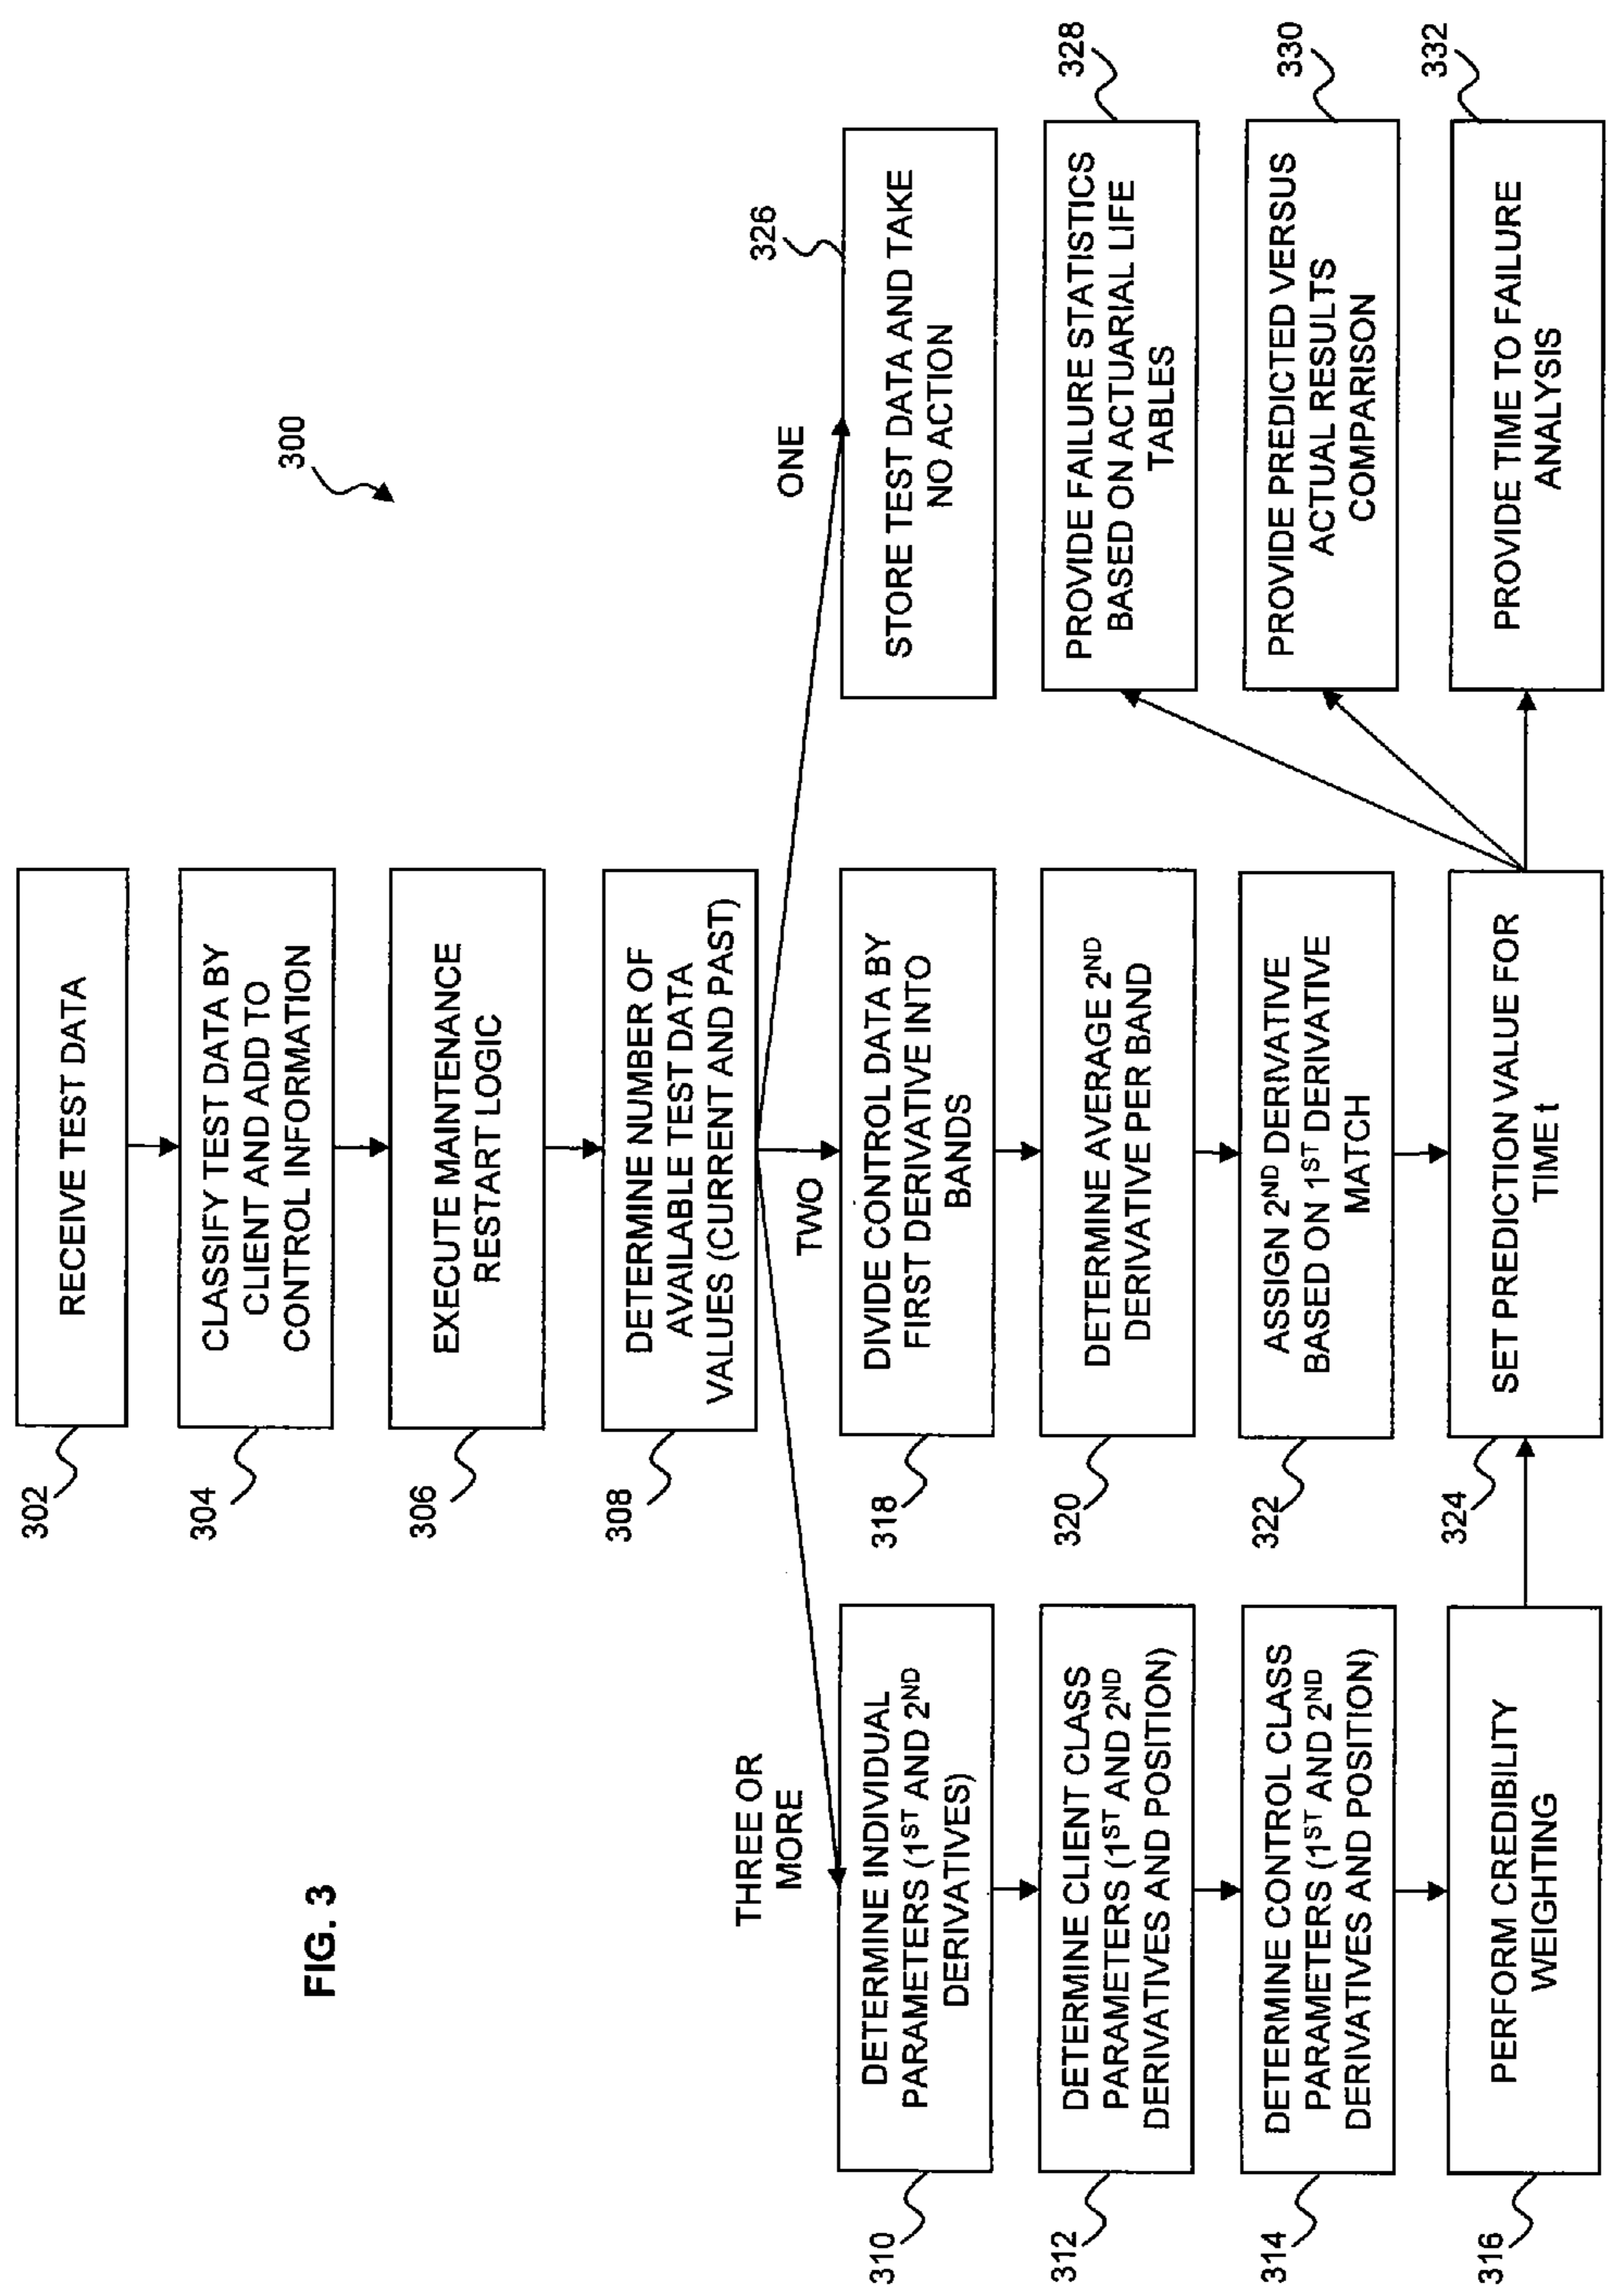 FIG. 3
300
302
RECEIVE TEST DATA
304
CLASSIFY TEST DATA BY
CLIENT AND ADD TO
CONTROL INFORMATION
306
EXECUTE MAINTENANCE
RESTART LOGIC
308
DETERMINE NUMBER OF
AVAILABLE TEST DATA
VALUES (CURRENT AND PAST)
THREE OR
MORE
TWO
ONE
310
DETERMINE INDIVIDUAL
PARAMETERS (1ST AND 2ND
DERIVATIVES)
312
DETERMINE CLIENT CLASS
PARAMETERS (1ST AND 2ND
DERIVATIVES AND POSITION)
314
DETERMINE CONTROL CLASS
PARAMETERS (1ST AND 2ND
DERIVATIVES AND POSITION)
316
PERFORM CREDIBILITY
WEIGHTING
318
DIVIDE CONTROL DATA BY
FIRST DERIVATIVE INTO
BANDS
320
DETERMINE AVERAGE 2ND
DERIVATIVE PER BAND
322
ASSIGN 2ND DERIVATIVE
BASED ON 1ST DERIVATIVE
MATCH
324
SET PREDICTION VALUE FOR
TIME t
326
STORE TEST DATA AND TAKE
NO ACTION
328
PROVIDE FAILURE STATISTICS
BASED ON ACTUARIAL LIFE
TABLES
330
PROVIDE PREDICTED VERSUS
ACTUAL RESULTS
COMPARISON
332
PROVIDE TIME TO FAILURE
ANALYSIS